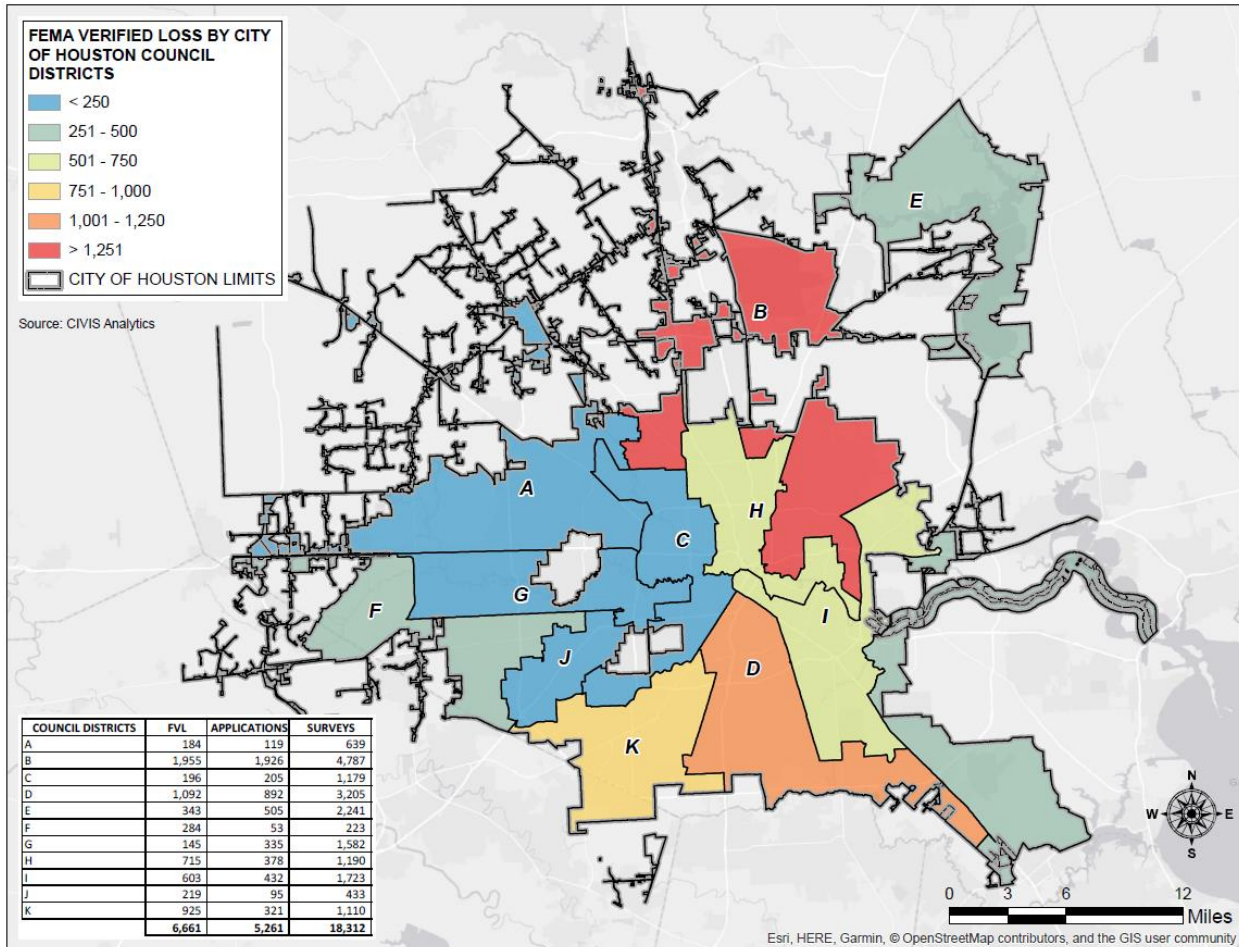 FEMA VERIFIED LOSS BY CITY
OF HOUSTON COUNCIL
DISTRICTS
< 250
251 - 500
501 - 750
751 - 1,000
1,001 - 1,250
> 1,251
CITY OF HOUSTON LIMITS
Source: CIVIS Analytics
E
B
A
H
C
G
F
I
J
D
K
COUNCIL DISTRICTS FVL APPLICATIONS SURVEYS
A 184 119 639
B 1,955 1,926 4,787
C 196 205 1,179
D 1,092 892 3,205
E 343 505 2,241
F 284 53 223
G 145 335 1,582
H 715 378 1,190
I 603 432 1,723
J 219 95 433
K 925 321 1,110
6,661 5,261 18,312
N
W E
S
0 3 6 12
Miles
Esri, HERE, Garmin, © OpenStreetMap contributors, and the GIS user community